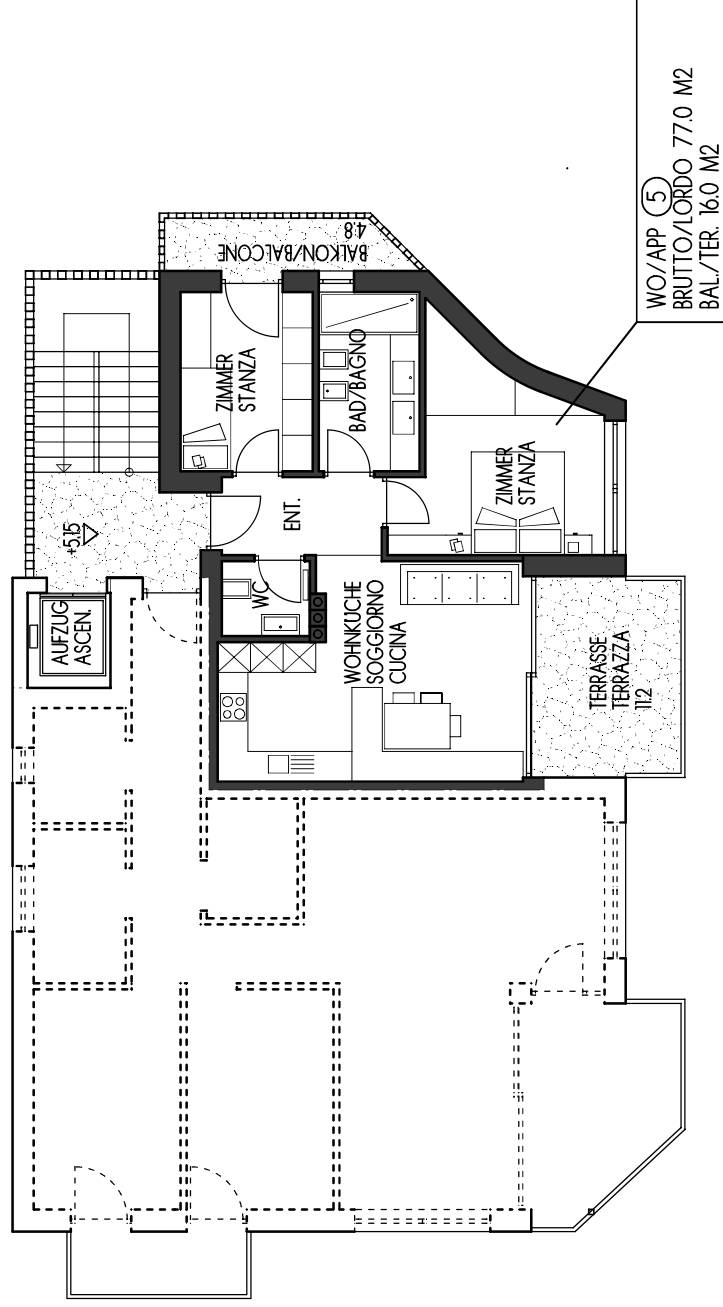 BALKON/BALCONE
4.8
ZIMMER
STANZA
BAD/BAGNO
ZIMMER
STANZA
ENT.
+5.15
WC
AUFZUG
ASCEN.
WOHNKÜCHE
SOGGIORNO
CUCINA
TERRASSE
TERRAZZA
11.2
WO/APP 5
BRUTTO/LORDO 77.0 M2
BAL./TER. 16.0 M2